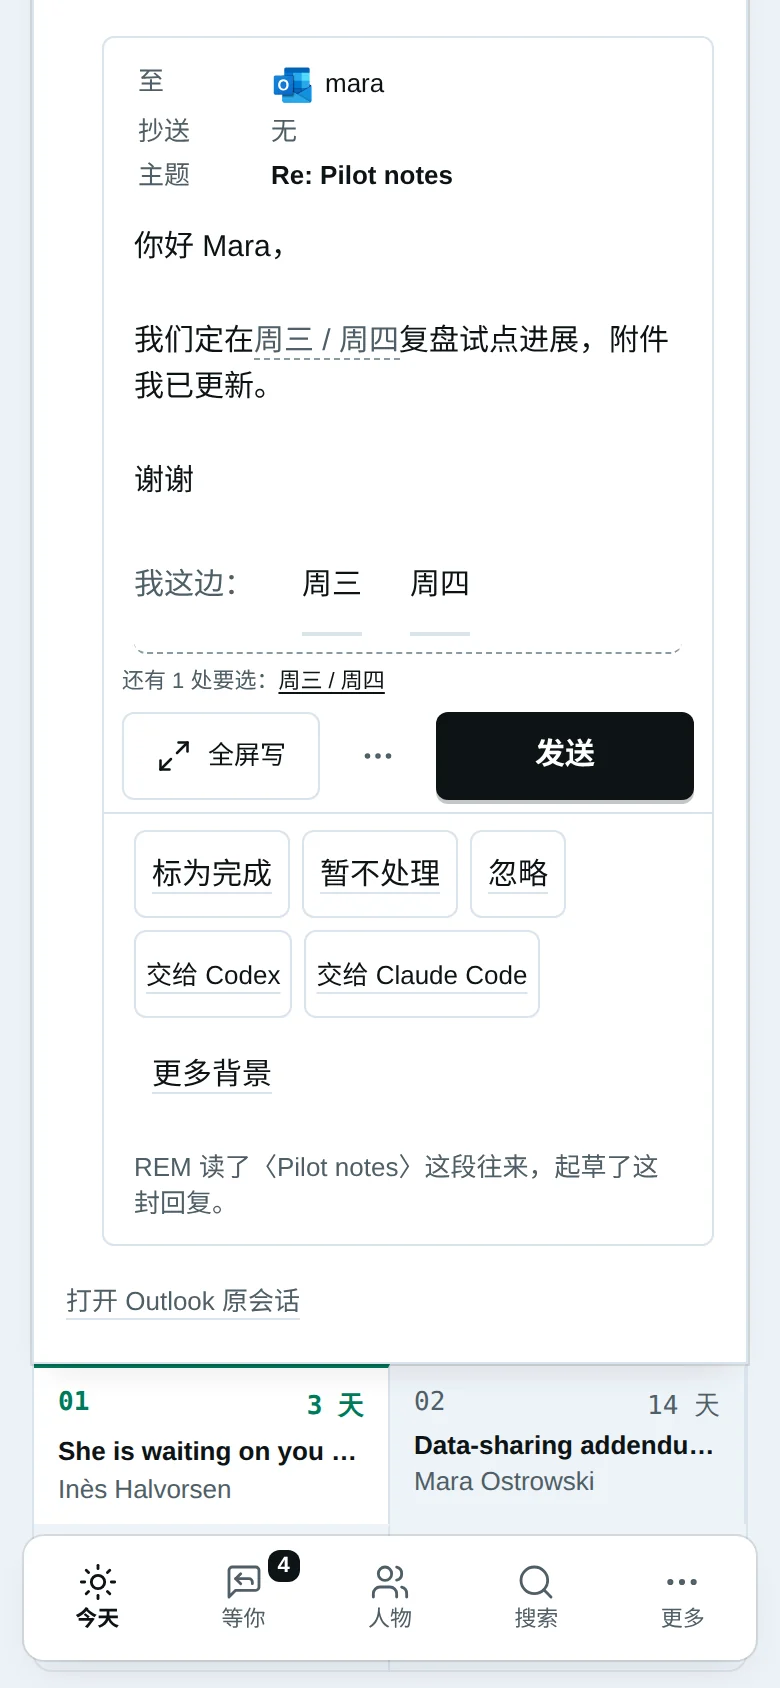 至 mara
抄送 无
主题 Re: Pilot notes
你好 Mara，
我们定在周三 / 周四复盘试点进展，附件
我已更新。
谢谢
我这边： 周三 周四
还有 1 处要选：周三 / 周四
全屏写 发送
标为完成 暂不处理 忽略
交给 Codex 交给 Claude Code
更多背景
REM 读了〈Pilot notes〉这段往来，起草了这
封回复。
打开 Outlook 原会话
01 3 天
She is waiting on you …
Inès Halvorsen
02 14 天
Data-sharing addendu…
Mara Ostrowski
4
今天 等你 人物 搜索 更多